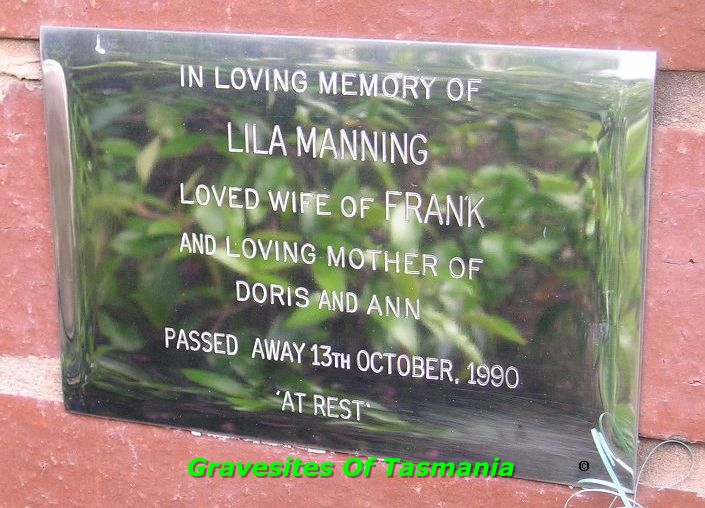 IN LOVING MEMORY OF
LILA MANNING
LOVED WIFE OF FRANK
AND LOVING MOTHER OF
DORIS AND ANN
PASSED AWAY 13TH OCTOBER, 1990
'AT REST'
Gravesites Of Tasmania ©